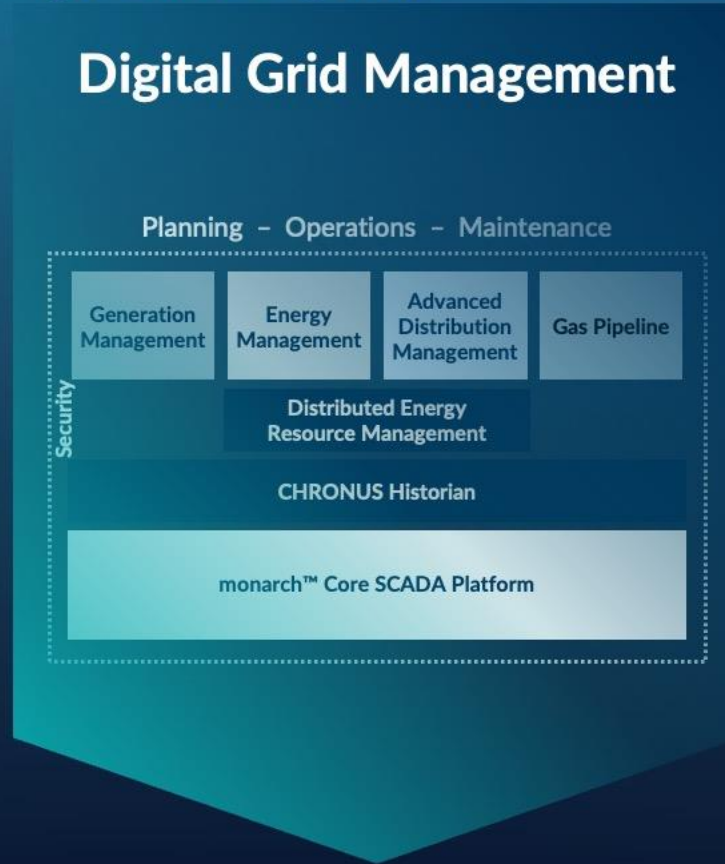 Digital Grid Management
Planning – Operations – Maintenance
Generation
Management
Energy
Management
Advanced
Distribution
Management
Gas Pipeline
Security
Distributed Energy
Resource Management
CHRONUS Historian
monarch™ Core SCADA Platform